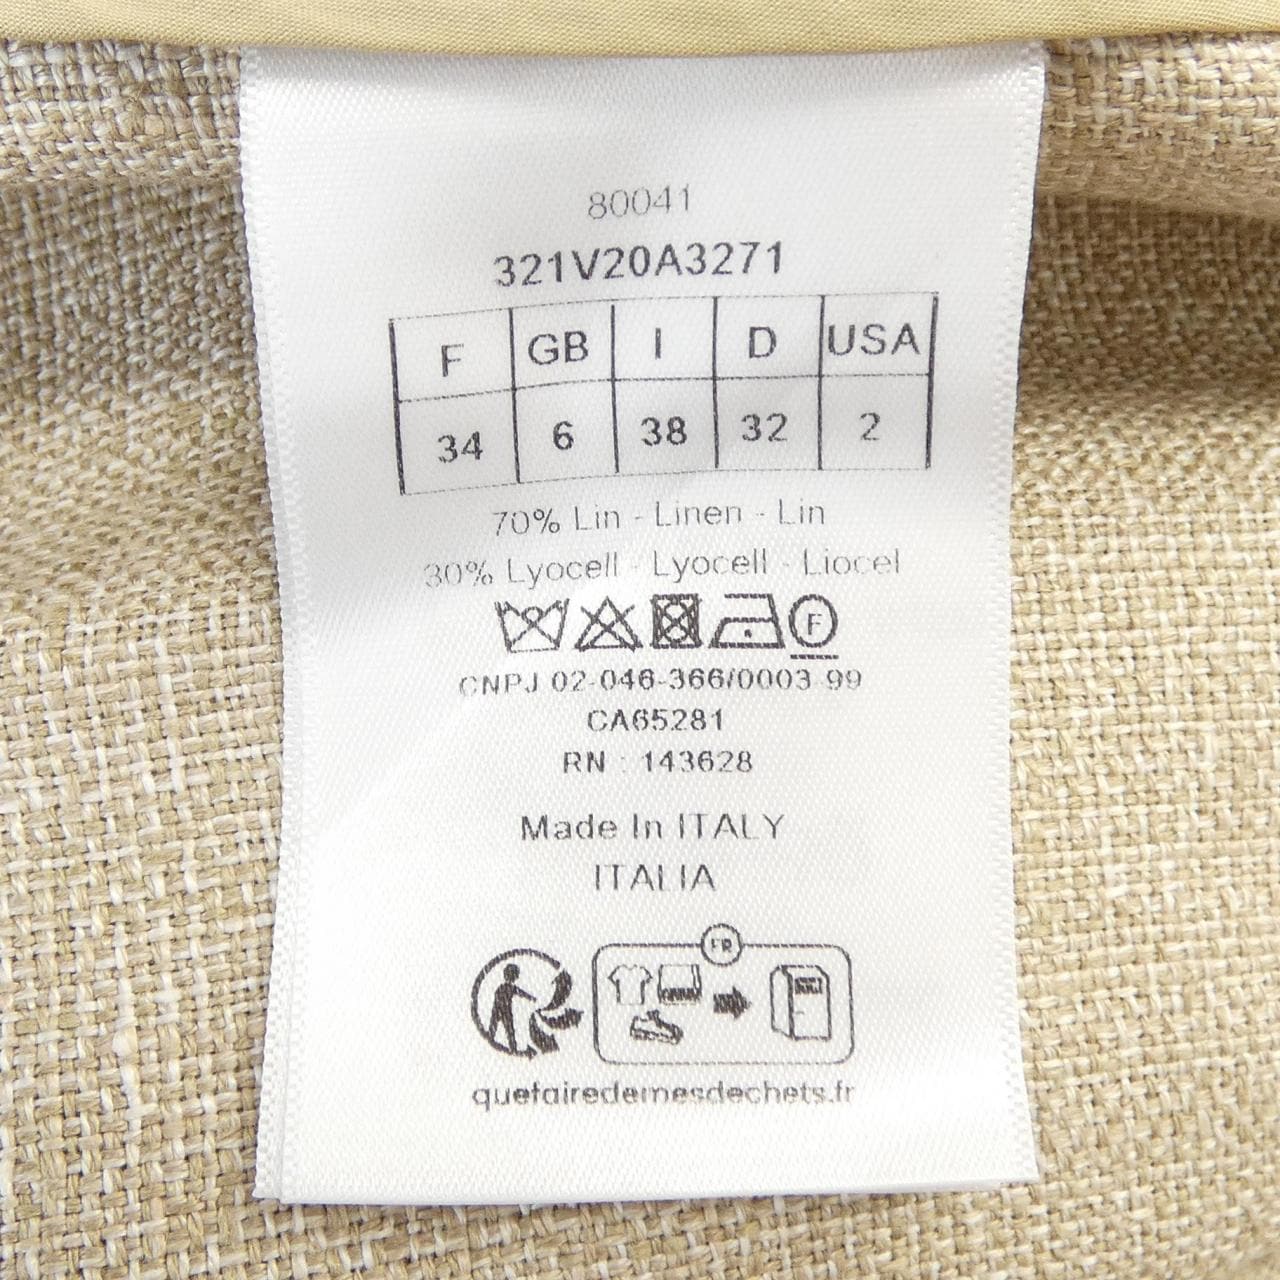 80041
321V20A3271
F GB I D USA
34 6 38 32 2
70% Lin - Linen - Lin
30% Lyocell - Lyocell - Liocel
F
CNPJ 02-046-366/0003-99
CA65281
RN : 143628
Made In ITALY
ITALIA
FR
quefairedemesdechets.fr